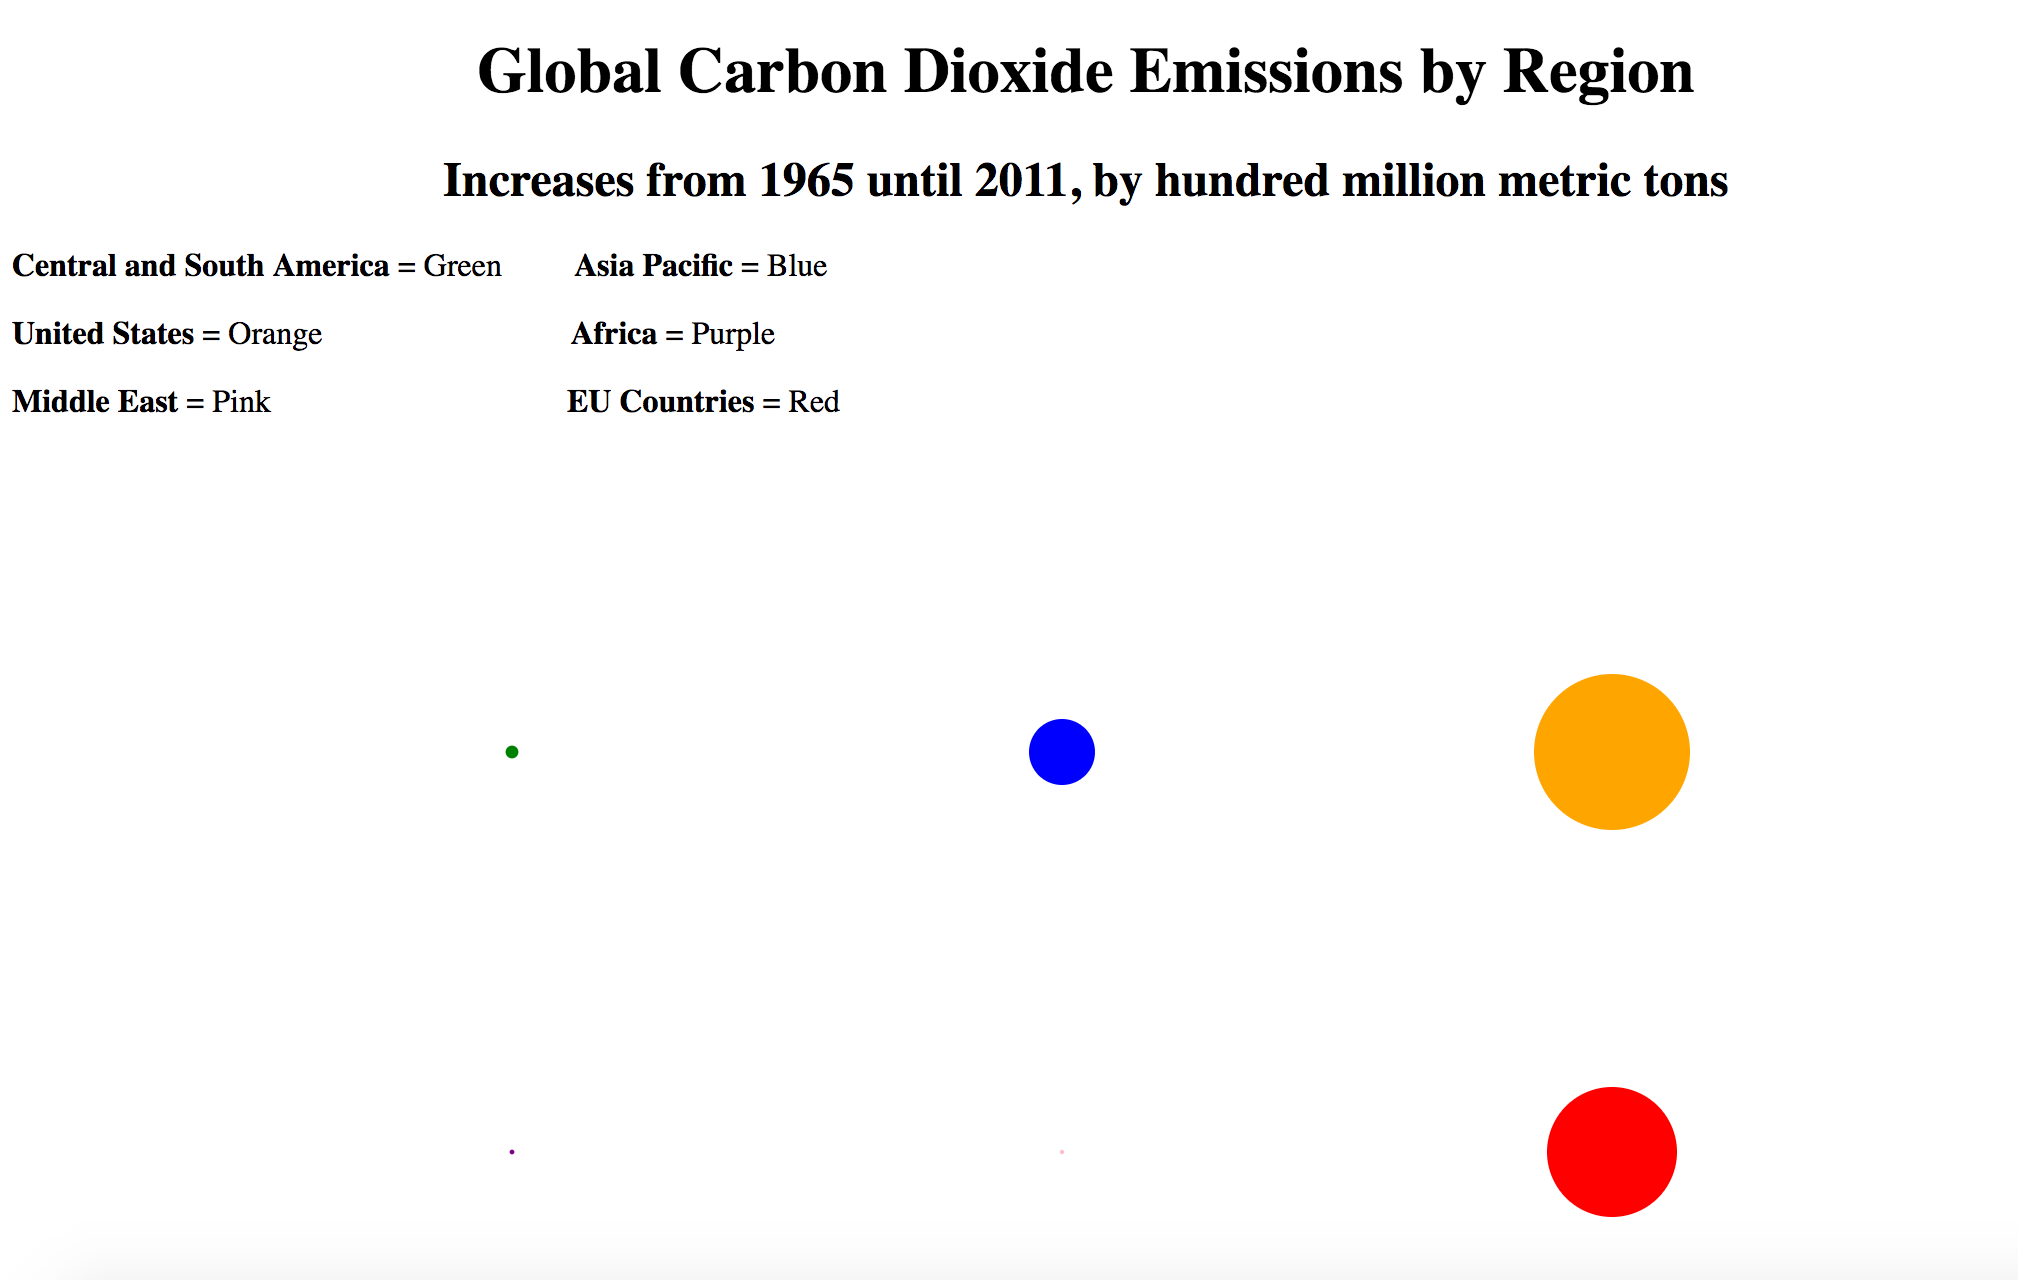 Global Carbon Dioxide Emissions by Region
Increases from 1965 until 2011, by hundred million metric tons
Central and South America = Green Asia Pacific = Blue
United States = Orange Africa = Purple
Middle East = Pink EU Countries = Red